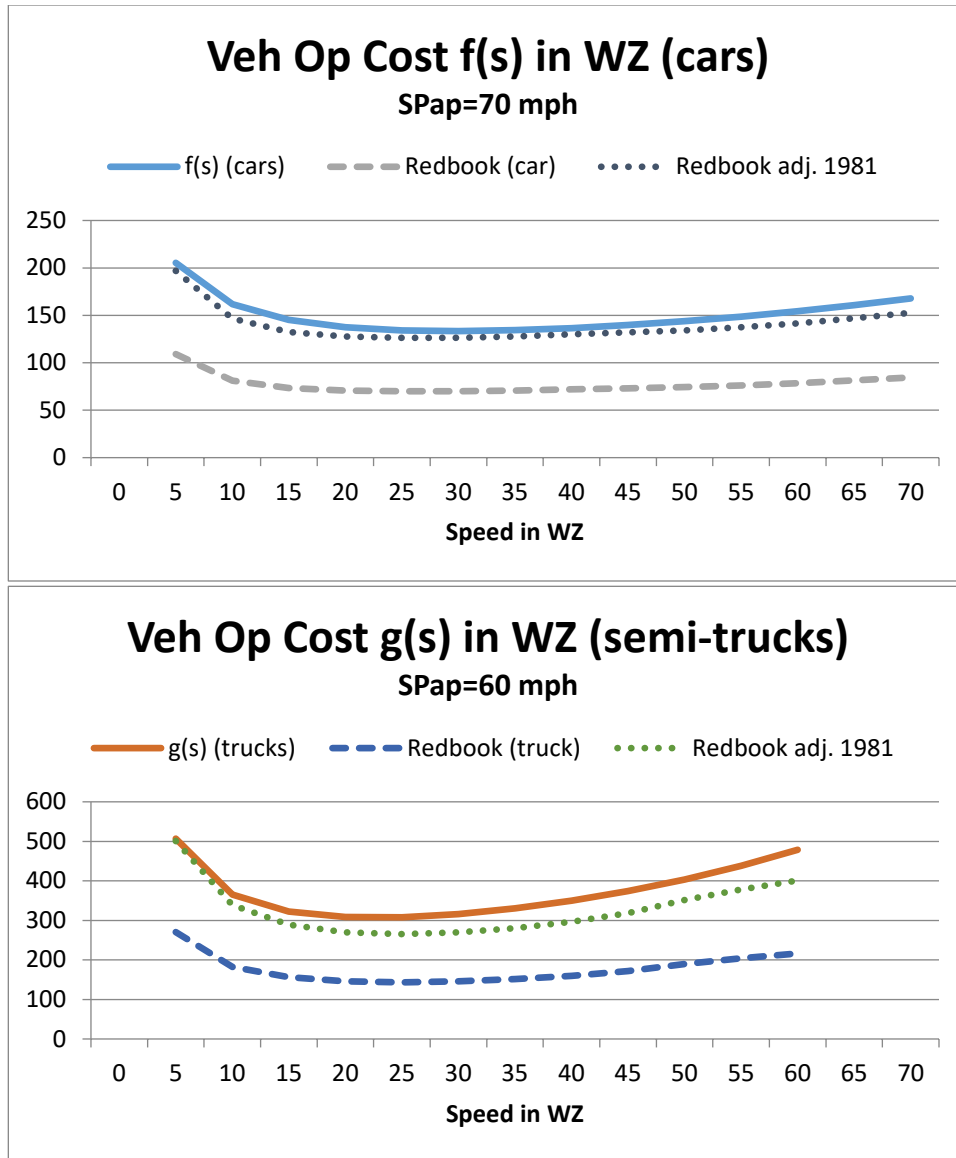 Veh Op Cost f(s) in WZ (cars)
SPap=70 mph
f(s) (cars) Redbook (car) Redbook adj. 1981
250
200
150
100
50
0
0 5 10 15 20 25 30 35 40 45 50 55 60 65 70
Speed in WZ
Veh Op Cost g(s) in WZ (semi-trucks)
SPap=60 mph
g(s) (trucks) Redbook (truck) Redbook adj. 1981
600
500
400
300
200
100
0
0 5 10 15 20 25 30 35 40 45 50 55 60 65 70
Speed in WZ